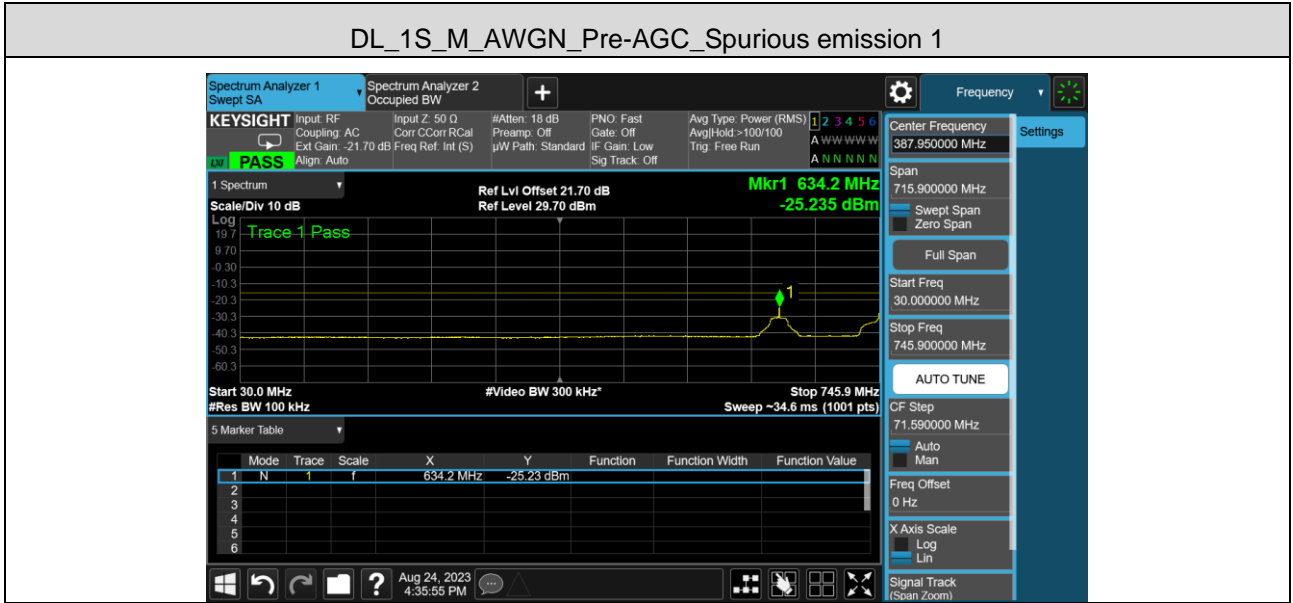 DL_1S_M_AWGN_Pre-AGC_Spurious emission 1
Spectrum Analyzer 1
Swept SA
Spectrum Analyzer 2
Occupied BW
+
Frequency
KEYSIGHT
LXI PASS
Input: RF
Coupling: AC
Ext Gain: -21.70 dB
Align: Auto
Input Z: 50 Ω
Corr CCorr RCal
Freq Ref: Int (S)
#Atten: 18 dB
Preamp: Off
µW Path: Standard
PNO: Fast
Gate: Off
IF Gain: Low
Sig Track: Off
Avg Type: Power (RMS)
Avg|Hold:>100/100
Trig: Free Run
1 2 3 4 5 6
A W W W W W
A N N N N N
1 Spectrum
Scale/Div 10 dB
Ref Lvl Offset 21.70 dB
Ref Level 29.70 dBm
Mkr1 634.2 MHz
-25.235 dBm
Log
Trace 1 Pass
19.7
9.70
-0.30
-10.3
-20.3
-30.3
-40.3
-50.3
-60.3
1
Start 30.0 MHz
#Video BW 300 kHz*
Stop 745.9 MHz
#Res BW 100 kHz
Sweep ~34.6 ms (1001 pts)
5 Marker Table
Mode Trace Scale X Y Function Function Width Function Value
1 N 1 f 634.2 MHz -25.23 dBm
2
3
4
5
6
Aug 24, 2023
4:35:55 PM
?
Center Frequency
387.950000 MHz
Settings
Span
715.900000 MHz
Swept Span
Zero Span
Full Span
Start Freq
30.000000 MHz
Stop Freq
745.900000 MHz
AUTO TUNE
CF Step
71.590000 MHz
Auto
Man
Freq Offset
0 Hz
X Axis Scale
Log
Lin
Signal Track
(Span Zoom)